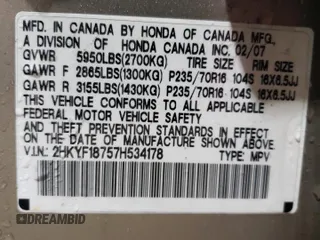 MFD. IN CANADA BY HONDA OF CANADA MFG.,
A DIVISION OF HONDA CANADA INC. 02/07
GVWR 5950LBS(2700KG) TIRE SIZE RIM SIZE
GAWR F 2865LBS(1300KG) P235/70R16 104S 16X6.5JJ
GAWR R 3155LBS(1430KG) P235/70R16 104S 16X6.5JJ
THIS VEHICLE CONFORMS TO ALL APPLICABLE
FEDERAL MOTOR VEHICLE SAFETY
STANDARDS IN EFFECT ON THE DATE OF
MANUFACTURE SHOWN ABOVE.
V.I.N.: 2HKYF18757H534178 TYPE: MPV
DREAMBID